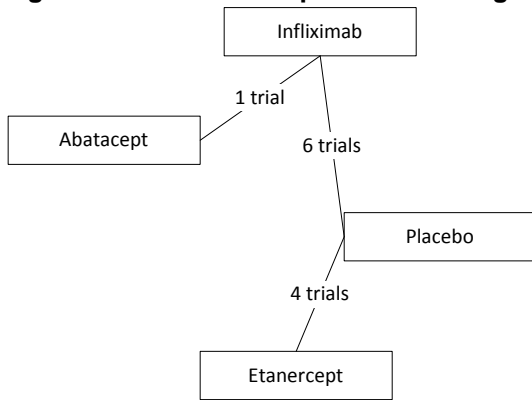 Infliximab
1 trial
Abatacept
6 trials
Placebo
4 trials
Etanercept